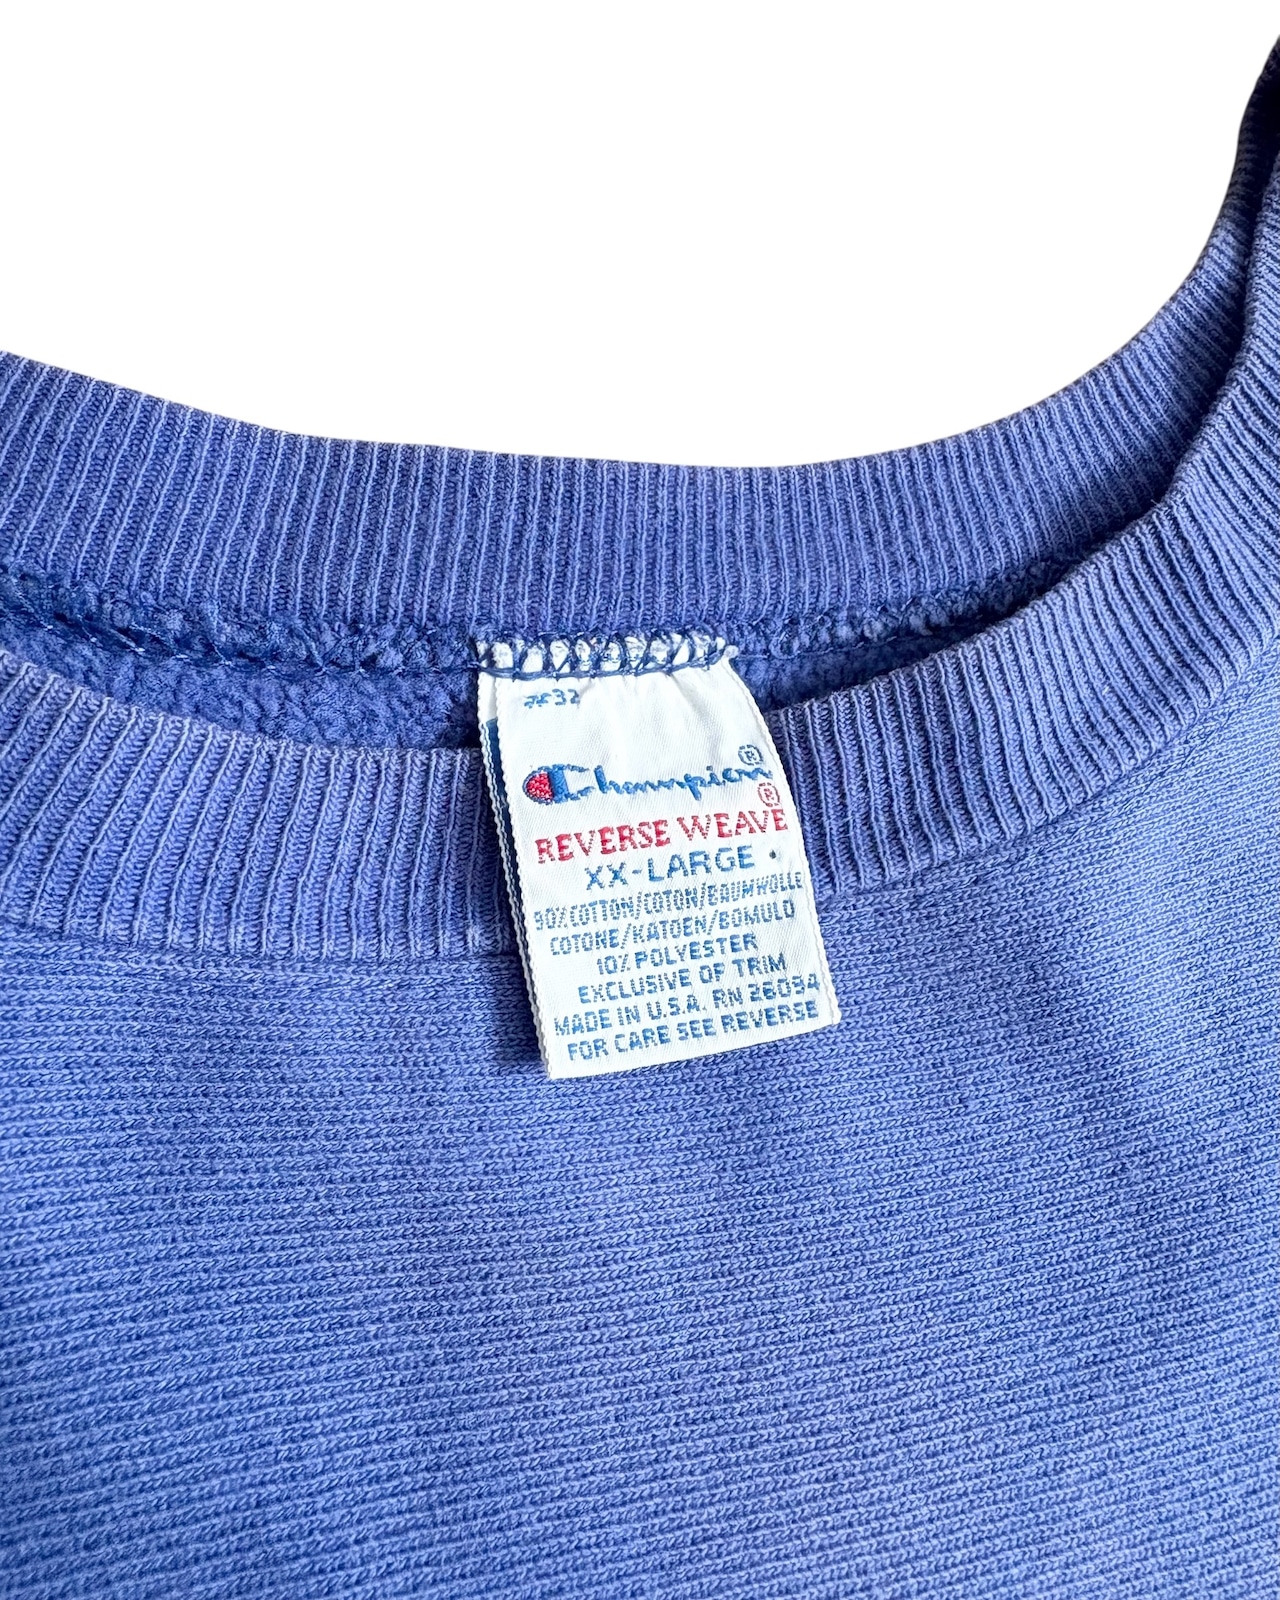 #32
Champion®
®
REVERSE WEAVE
XX-LARGE
90% COTTON/COTON/BAUMWOLLE
COTONE/KATOEN/BOMULD
10% POLYESTER
EXCLUSIVE OF TRIM
MADE IN U.S.A. RN 26094
FOR CARE SEE REVERSE